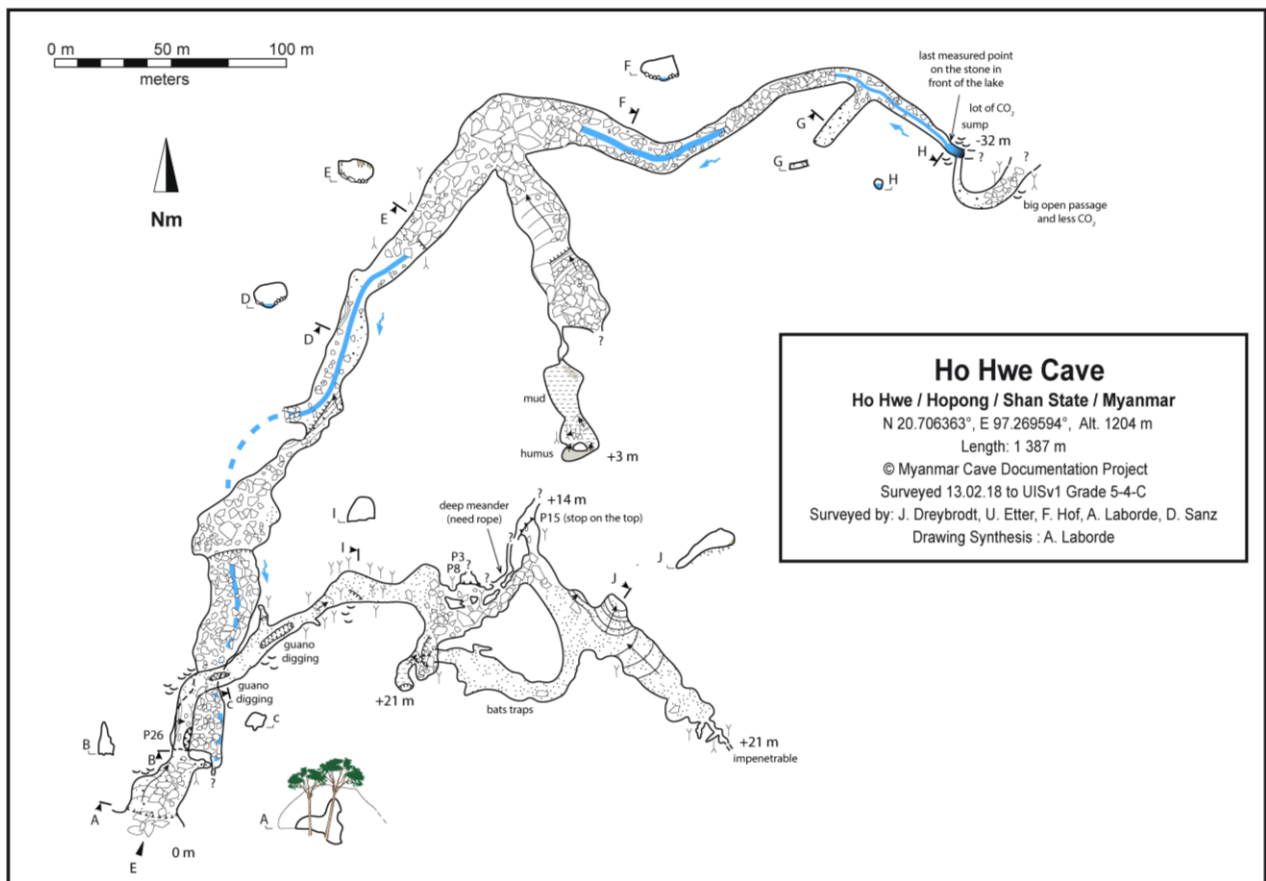 0 m 50 m 100 m
meters
Nm
F
F
last measured point
on the stone in
front of the lake
lot of CO₂
sump
-32 m
?
?
H
G
G
H
big open passage
and less CO₂
E
E
D
D
?
mud
humus
+3 m
Ho Hwe Cave
Ho Hwe / Hopong / Shan State / Myanmar
N 20.706363°, E 97.269594°, Alt. 1204 m
Length: 1 387 m
© Myanmar Cave Documentation Project
Surveyed 13.02.18 to UISv1 Grade 5-4-C
Surveyed by: J. Dreybrodt, U. Etter, F. Hof, A. Laborde, D. Sanz
Drawing Synthesis : A. Laborde
?
+14 m
deep meander
(need rope)
P15 (stop on the top)
?
I
I
P3
?
P8
?
J
J
guano
digging
guano
digging
+21 m
bats traps
c
c
P26
B
B
?
+21 m
impenetrable
A
A
0 m
E